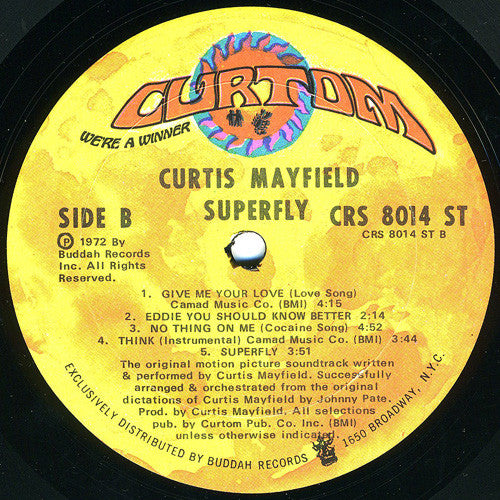 CURTOM
WE'RE A WINNER
CURTIS MAYFIELD
SUPERFLY
SIDE B
CRS 8014 ST
CRS 8014 ST B
Ⓟ 1972 By
Buddah Records
Inc. All Rights
Reserved.
1. GIVE ME YOUR LOVE (Love Song)
Camad Music Co. (BMI) 4:15
2. EDDIE YOU SHOULD KNOW BETTER 2:14
3. NO THING ON ME (Cocaine Song) 4:52
4. THINK (Instrumental) Camad Music Co. (BMI) 3:44
5. SUPERFLY 3:51
The original motion picture soundtrack written
& performed by Curtis Mayfield. Successfully
arranged & orchestrated from the original
dictations of Curtis Mayfield by Johnny Pate.
Prod. by Curtis Mayfield. All selections
pub. by Curtom Pub. Co. Inc. (BMI)
unless otherwise indicated.
EXCLUSIVELY DISTRIBUTED BY BUDDAH RECORDS 1650 BROADWAY, N.Y.C.